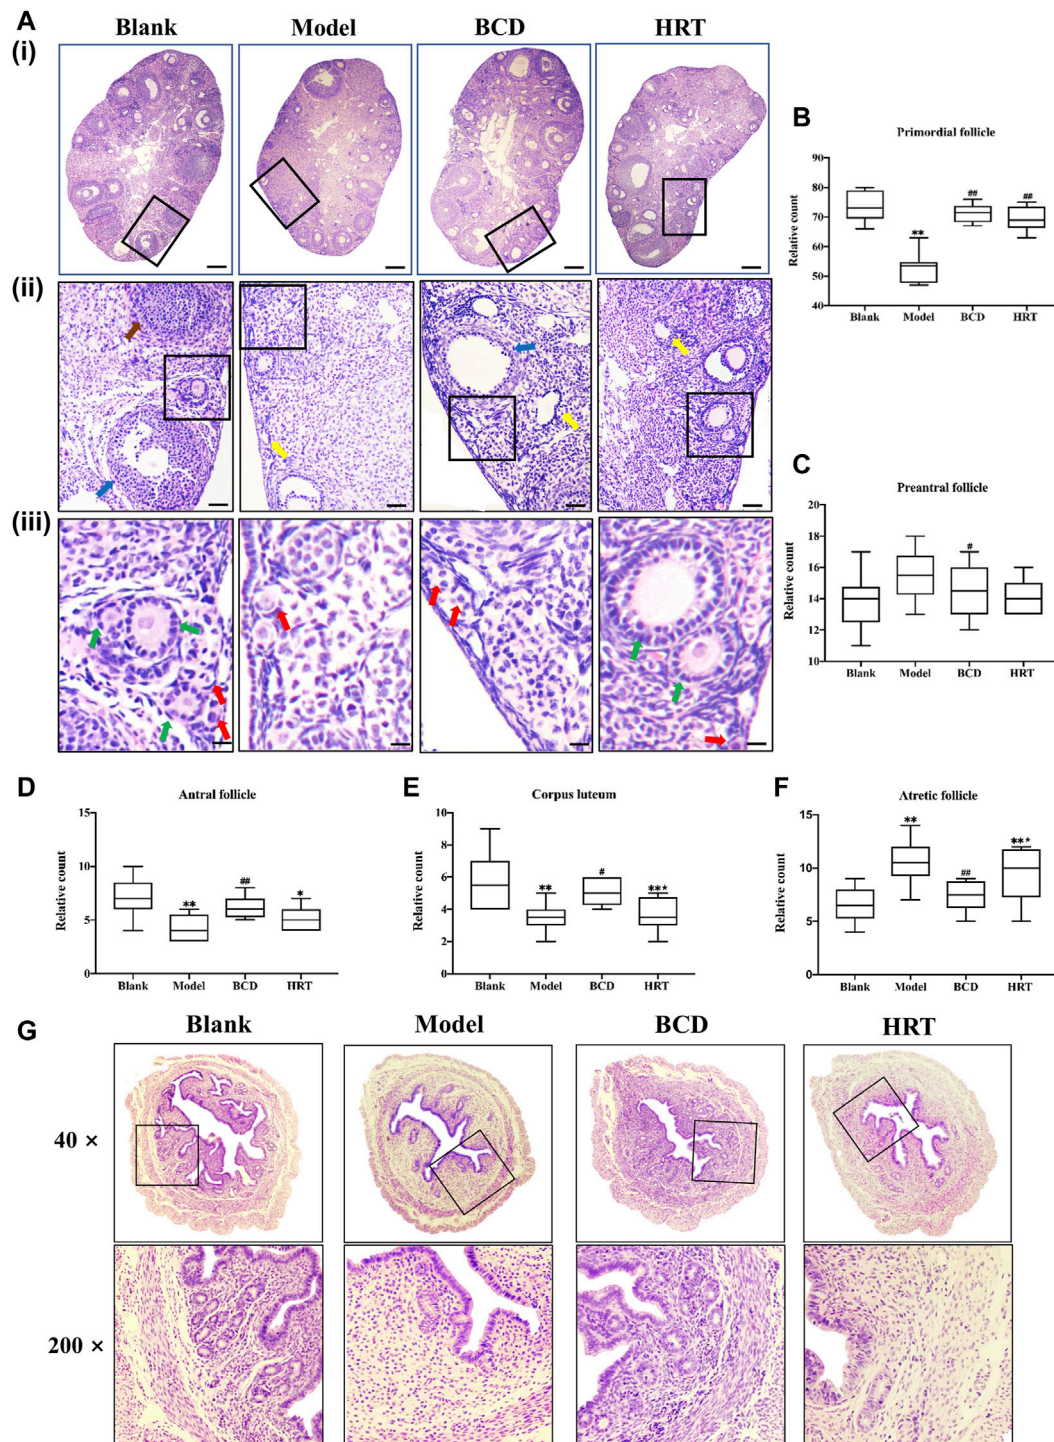 A
Blank Model BCD HRT
(i)
(ii)
(iii)
B
Primordial follicle
Relative count
90
80
70
60
50
40
**
##
##
Blank Model BCD HRT
C
Preantral follicle
Relative count
20
18
16
14
12
10
#
Blank Model BCD HRT
D
Antral follicle
Relative count
15
10
5
0
**
##
*
Blank Model BCD HRT
E
Corpus luteum
Relative count
10
8
6
4
2
0
**
#
***
Blank Model BCD HRT
F
Atretic follicle
Relative count
15
10
5
0
**
##
***
Blank Model BCD HRT
G
Blank Model BCD HRT
40 ×
200 ×